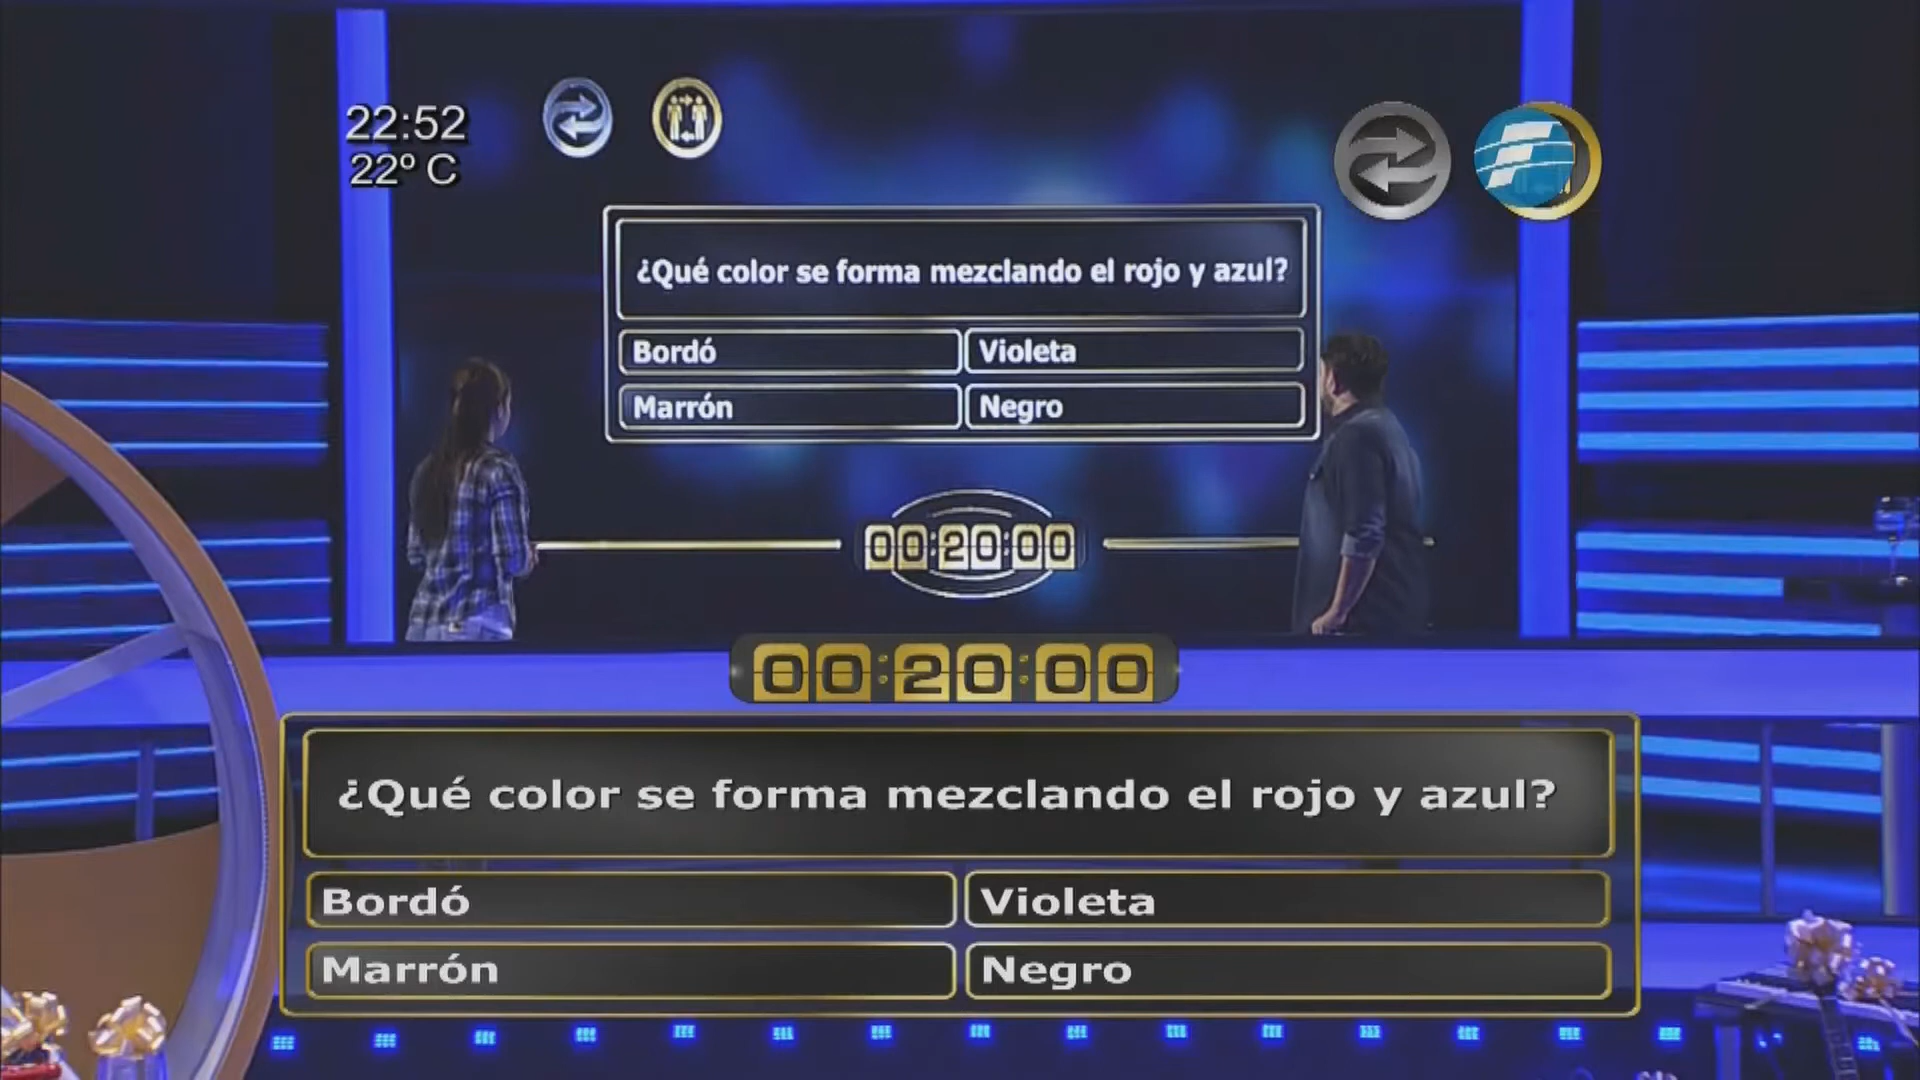 22:52
22º C
¿Qué color se forma mezclando el rojo y azul?
Bordó
Violeta
Marrón
Negro
00:20:00
00:20:00
¿Qué color se forma mezclando el rojo y azul?
Bordó
Violeta
Marrón
Negro